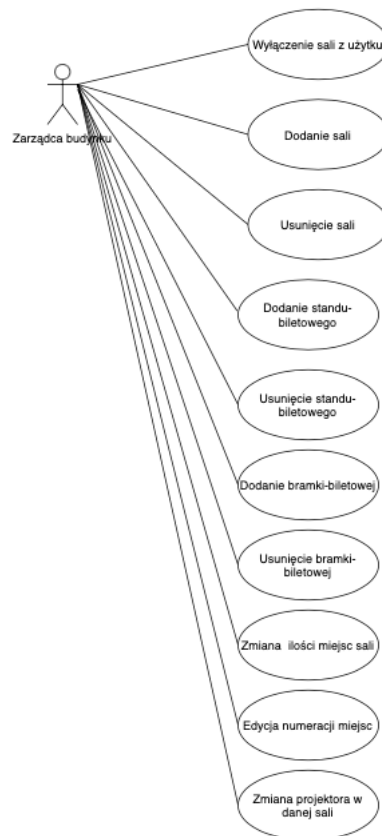 Wyłączenie sali z użytku
Zarządca budynku
Dodanie sali
Usunięcie sali
Dodanie standu-
biletowego
Usunięcie standu-
biletowego
Dodanie bramki-biletowej
Usunięcie bramki-
biletowej
Zmiana ilości miejsc sali
Edycja numeracji miejsc
Zmiana projektora w
danej sali